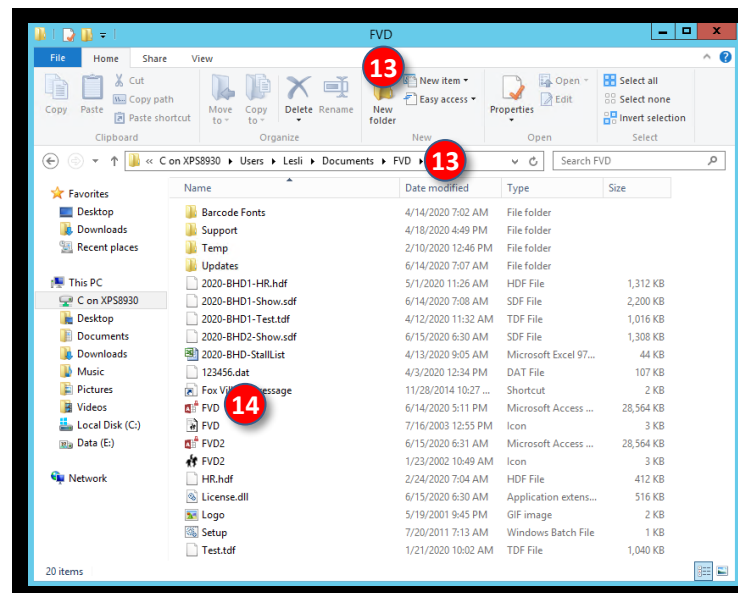 FVD
File Home Share View
Copy Paste Cut
Copy path
Paste shortcut
Move to Copy to Delete Rename
New folder
New item
Easy access
Properties
Open
Edit
Select all
Select none
Invert selection
Clipboard Organize New Open Select
13
« C on XPS8930 Users Lesli Documents FVD 13 Search FVD
Name Date modified Type Size
Favorites
Desktop
Downloads
Recent places
This PC
C on XPS8930
Desktop
Documents
Downloads
Music
Pictures
Videos
Local Disk (C:)
Data (E:)
Network
Barcode Fonts 4/14/2020 7:02 AM File folder
Support 4/18/2020 4:49 PM File folder
Temp 2/10/2020 12:46 PM File folder
Updates 6/14/2020 7:07 AM File folder
2020-BHD1-HR.hdf 5/1/2020 11:26 AM HDF File 1,312 KB
2020-BHD1-Show.sdf 6/14/2020 7:08 AM SDF File 2,200 KB
2020-BHD1-Test.tdf 4/12/2020 11:32 AM TDF File 1,016 KB
2020-BHD2-Show.sdf 6/15/2020 6:30 AM SDF File 1,308 KB
2020-BHD-StallList 4/13/2020 9:05 AM Microsoft Excel 97... 44 KB
123456.dat 4/3/2020 12:34 PM DAT File 107 KB
Fox Vill essage 11/28/2014 10:27 ... Shortcut 2 KB
FVD 14 6/14/2020 5:11 PM Microsoft Access ... 28,564 KB
FVD 7/16/2003 12:55 PM Icon 3 KB
FVD2 6/15/2020 6:31 AM Microsoft Access ... 28,564 KB
FVD2 1/23/2002 10:49 AM Icon 3 KB
HR.hdf 2/24/2020 7:04 AM HDF File 412 KB
License.dll 6/15/2020 6:30 AM Application extens... 516 KB
Logo 5/19/2001 9:45 PM GIF image 2 KB
Setup 7/20/2011 7:13 AM Windows Batch File 1 KB
Test.tdf 1/21/2020 10:02 AM TDF File 1,040 KB
20 items